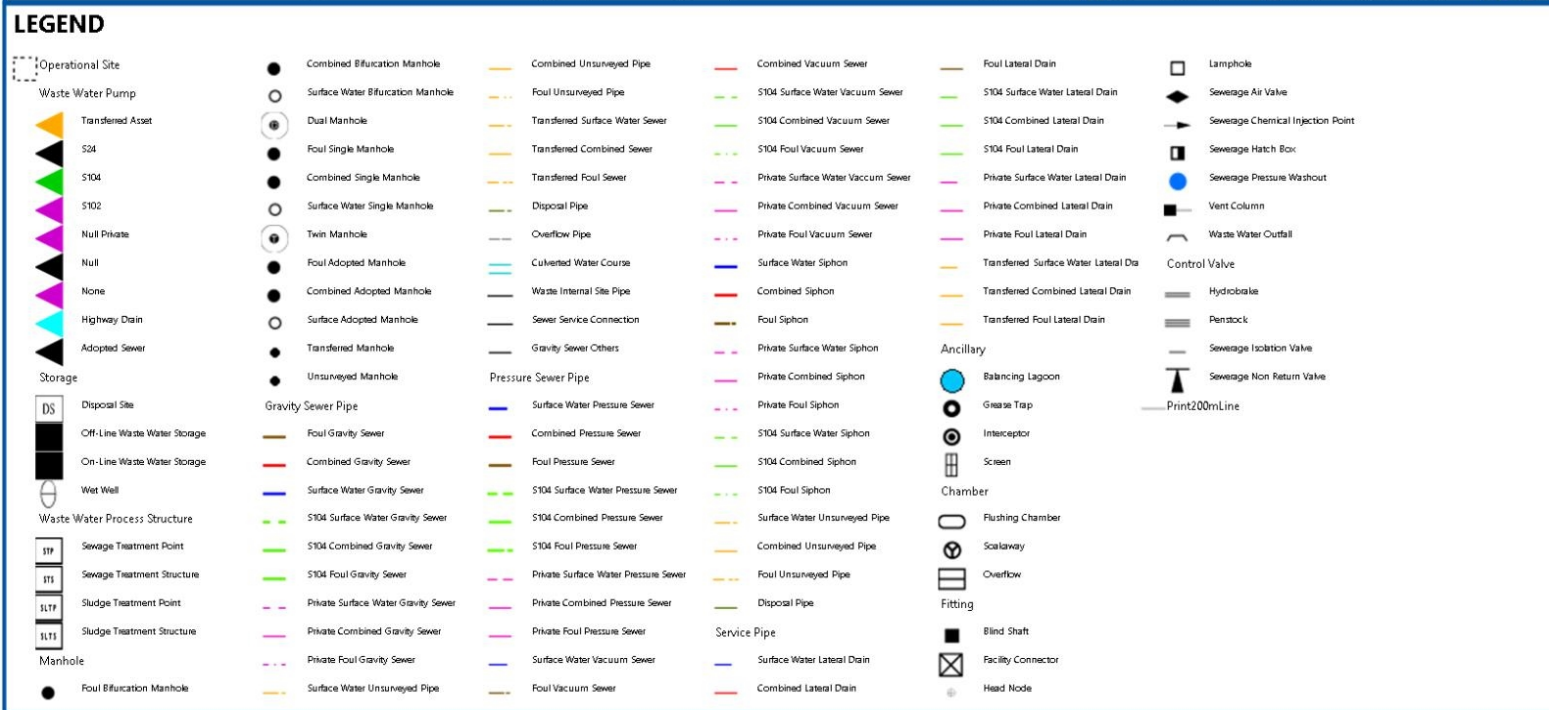 LEGEND
Operational Site
Waste Water Pump
Transferred Asset
S24
S104
S102
Null Private
Null
None
Highway Drain
Adopted Sewer
Storage
DS Disposal Site
Off-Line Waste Water Storage
On-Line Waste Water Storage
Wet Well
Waste Water Process Structure
STP Sewage Treatment Point
STS Sewage Treatment Structure
SLTP Sludge Treatment Point
SLTS Sludge Treatment Structure
Manhole
Foul Bifurcation Manhole
Combined Bifurcation Manhole
Surface Water Bifurcation Manhole
Dual Manhole
Foul Single Manhole
Combined Single Manhole
Surface Water Single Manhole
Twin Manhole
Foul Adopted Manhole
Combined Adopted Manhole
Surface Adopted Manhole
Transferred Manhole
Unsurveyed Manhole
Gravity Sewer Pipe
Foul Gravity Sewer
Combined Gravity Sewer
Surface Water Gravity Sewer
S104 Surface Water Gravity Sewer
S104 Combined Gravity Sewer
S104 Foul Gravity Sewer
Private Surface Water Gravity Sewer
Private Combined Gravity Sewer
Private Foul Gravity Sewer
Surface Water Unsurveyed Pipe
Combined Unsurveyed Pipe
Foul Unsurveyed Pipe
Transferred Surface Water Sewer
Transferred Combined Sewer
Transferred Foul Sewer
Disposal Pipe
Overflow Pipe
Culverted Water Course
Waste Internal Site Pipe
Sewer Service Connection
Gravity Sewer Others
Pressure Sewer Pipe
Surface Water Pressure Sewer
Combined Pressure Sewer
Foul Pressure Sewer
S104 Surface Water Pressure Sewer
S104 Combined Pressure Sewer
S104 Foul Pressure Sewer
Private Surface Water Pressure Sewer
Private Combined Pressure Sewer
Private Foul Pressure Sewer
Surface Water Vacuum Sewer
Foul Vacuum Sewer
Combined Vacuum Sewer
S104 Surface Water Vacuum Sewer
S104 Combined Vacuum Sewer
S104 Foul Vacuum Sewer
Private Surface Water Vaccum Sewer
Private Combined Vacuum Sewer
Private Foul Vacuum Sewer
Surface Water Siphon
Combined Siphon
Foul Siphon
Private Surface Water Siphon
Private Combined Siphon
Private Foul Siphon
S104 Surface Water Siphon
S104 Combined Siphon
S104 Foul Siphon
Surface Water Unsurveyed Pipe
Combined Unsurveyed Pipe
Foul Unsurveyed Pipe
Disposal Pipe
Service Pipe
Surface Water Lateral Drain
Combined Lateral Drain
Foul Lateral Drain
S104 Surface Water Lateral Drain
S104 Combined Lateral Drain
S104 Foul Lateral Drain
Private Surface Water Lateral Drain
Private Combined Lateral Drain
Private Foul Lateral Drain
Transferred Surface Water Lateral Dra
Transferred Combined Lateral Drain
Transferred Foul Lateral Drain
Ancillary
Balancing Lagoon
Grease Trap
Interceptor
Screen
Chamber
Flushing Chamber
Soakaway
Overflow
Fitting
Blind Shaft
Facility Connector
Head Node
Lamphole
Sewerage Air Valve
Sewerage Chemical Injection Point
Sewerage Hatch Box
Sewerage Pressure Washout
Vent Column
Waste Water Outfall
Control Valve
Hydrobrake
Penstock
Sewerage Isolation Valve
Sewerage Non Return Valve
Print200mLine